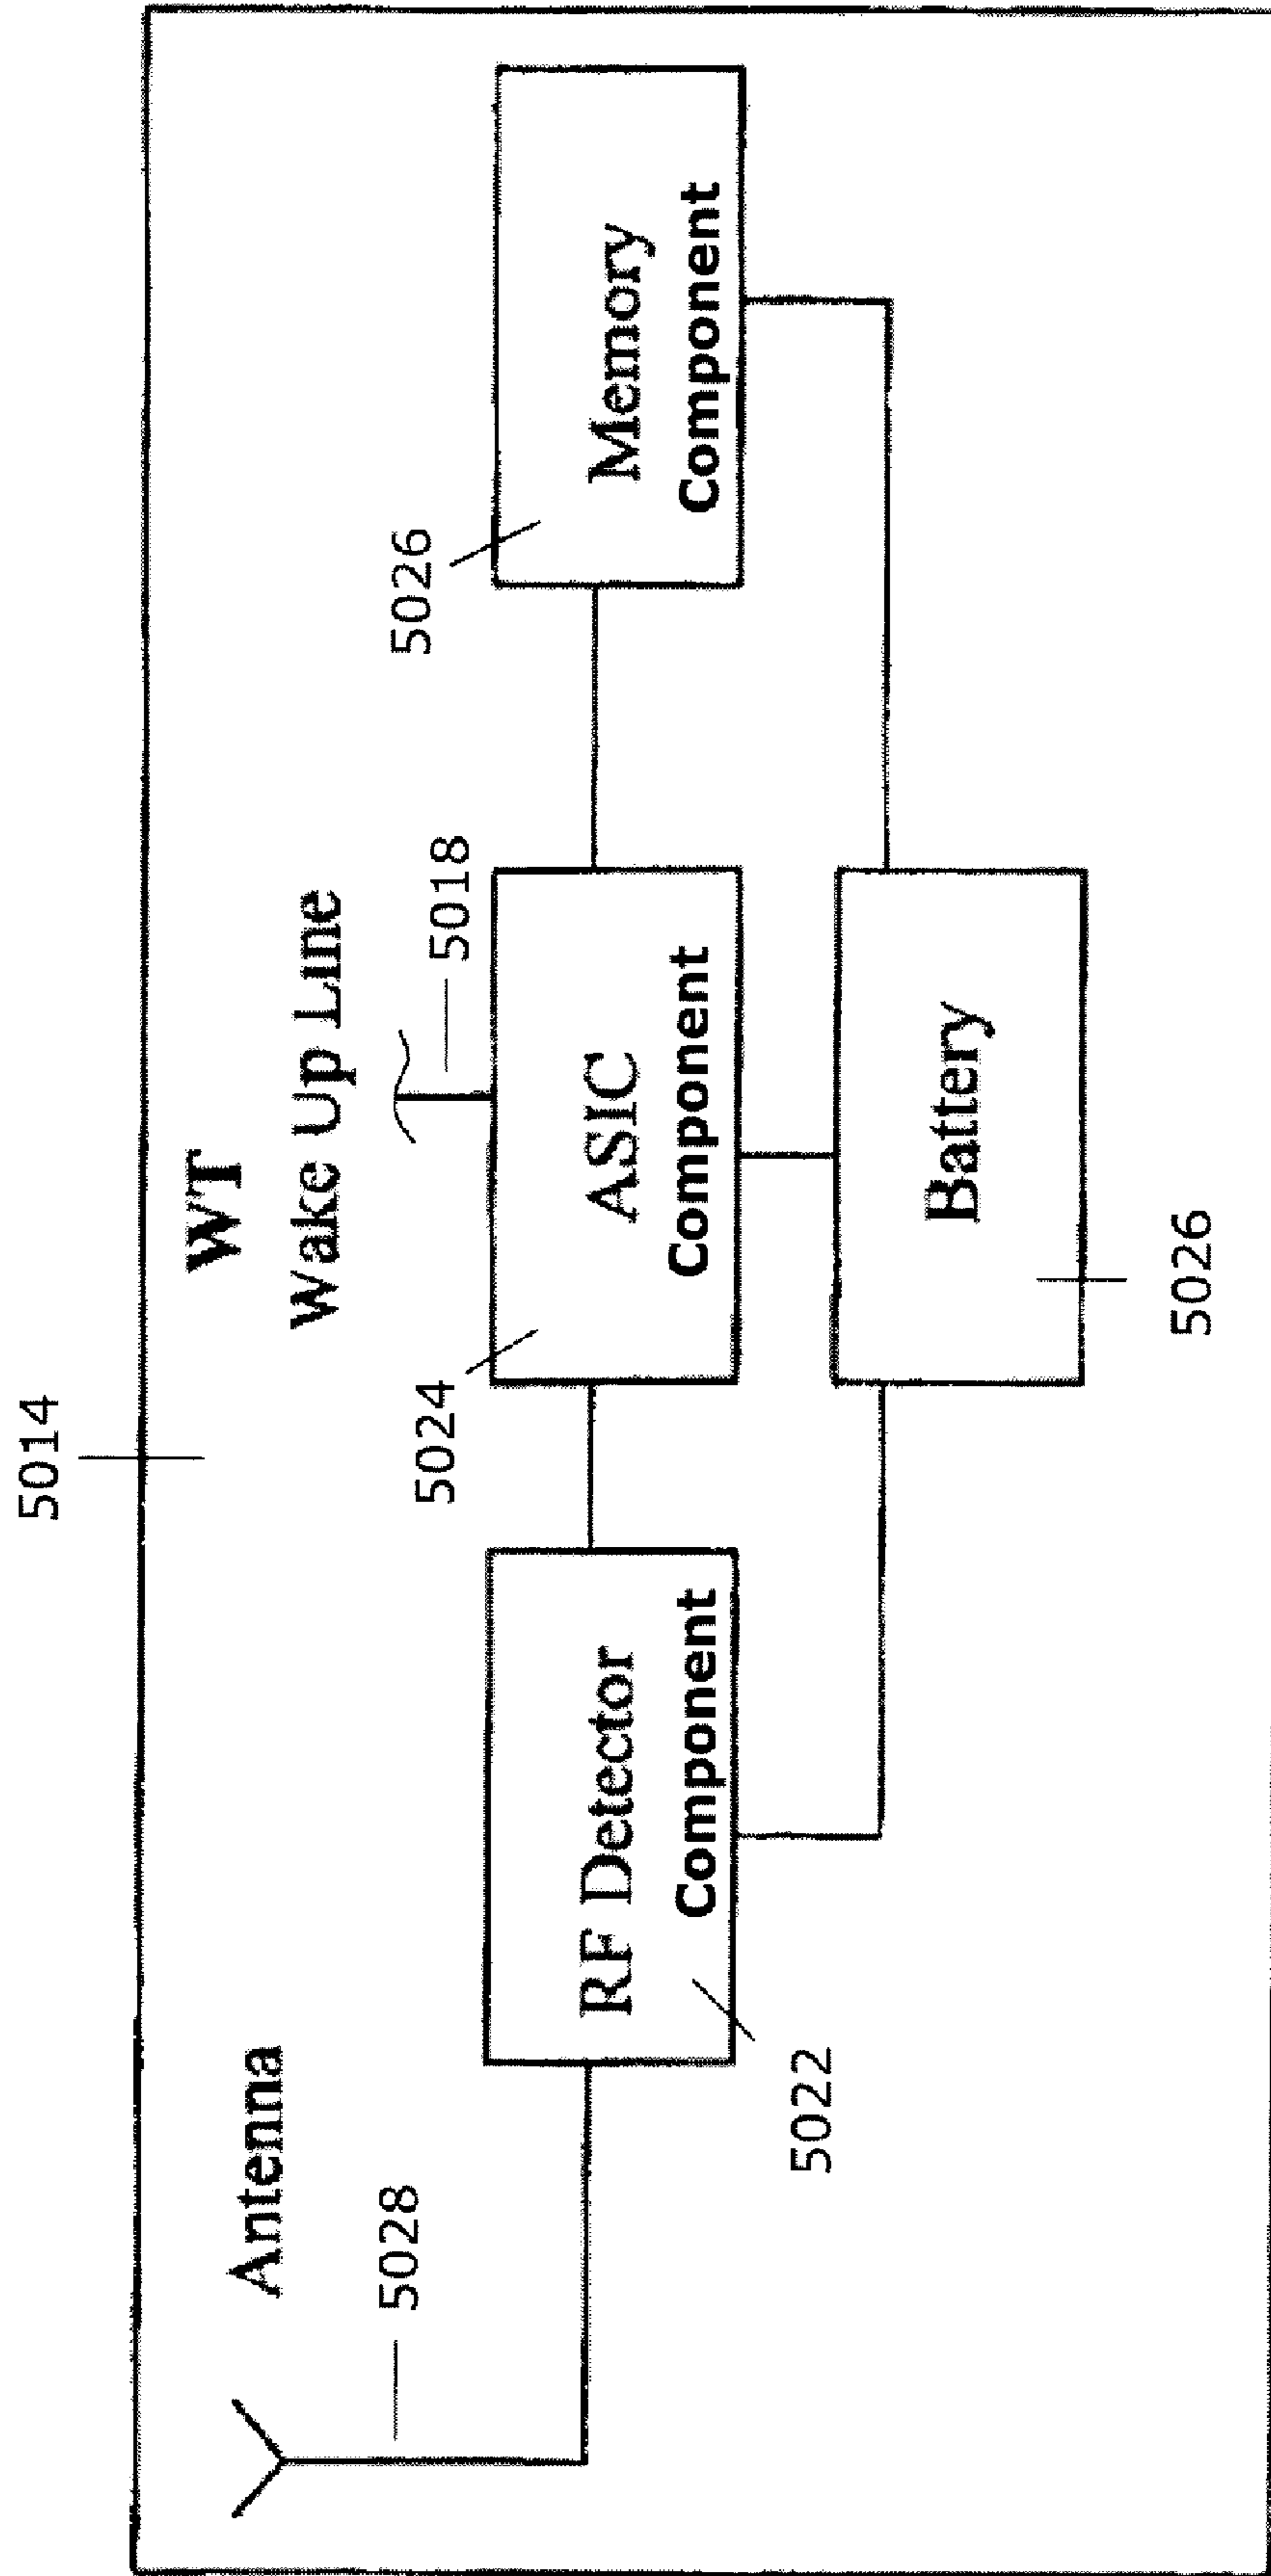 5014
WT
Wake Up Line
Antenna
5028
5018
5024
5026
RF Detector
Component
ASIC
Component
Memory
Component
5022
Battery
5026